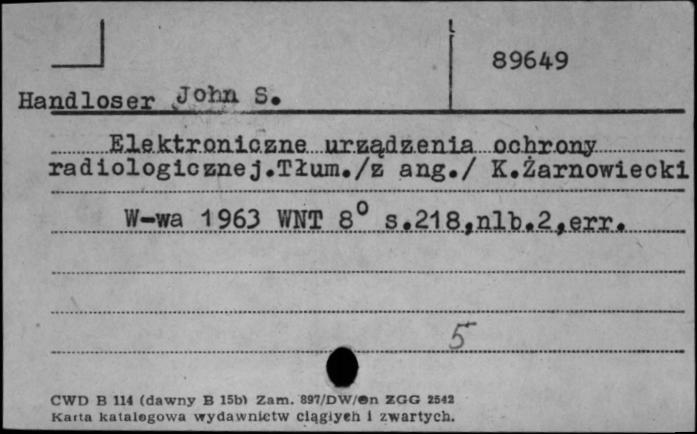 89649
Handloser John S.
Elektroniczne urządzenia ochrony
radiologicznej.Tłum./z ang./ K.Żarnowiecki
W-wa 1963 WNT 8° s.218,nlb.2,err.
5
CWD B 114 (dawny B 15b) Zam. 897/DW/en ZGG 2542
Karta katalogowa wydawnictw ciągłych i zwartych.